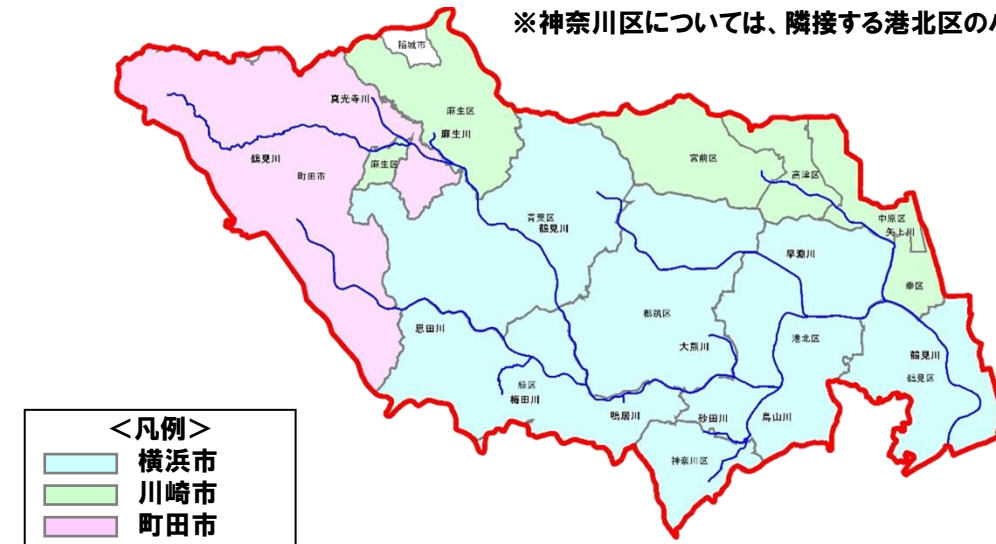 ※神奈川区については、隣接する港北区の
稲城市
真光寺川
麻生区
麻生川
鶴見川
町田市
麻生区
宮前区
高津区
中原区
矢上川
幸区
青葉区
鶴見川
早淵川
都筑区
大熊川
港北区
恩田川
緑区
梅田川
鴨居川
砂田川
鳥山川
神奈川区
鶴見川
鶴見区
＜凡例＞
横浜市
川崎市
町田市